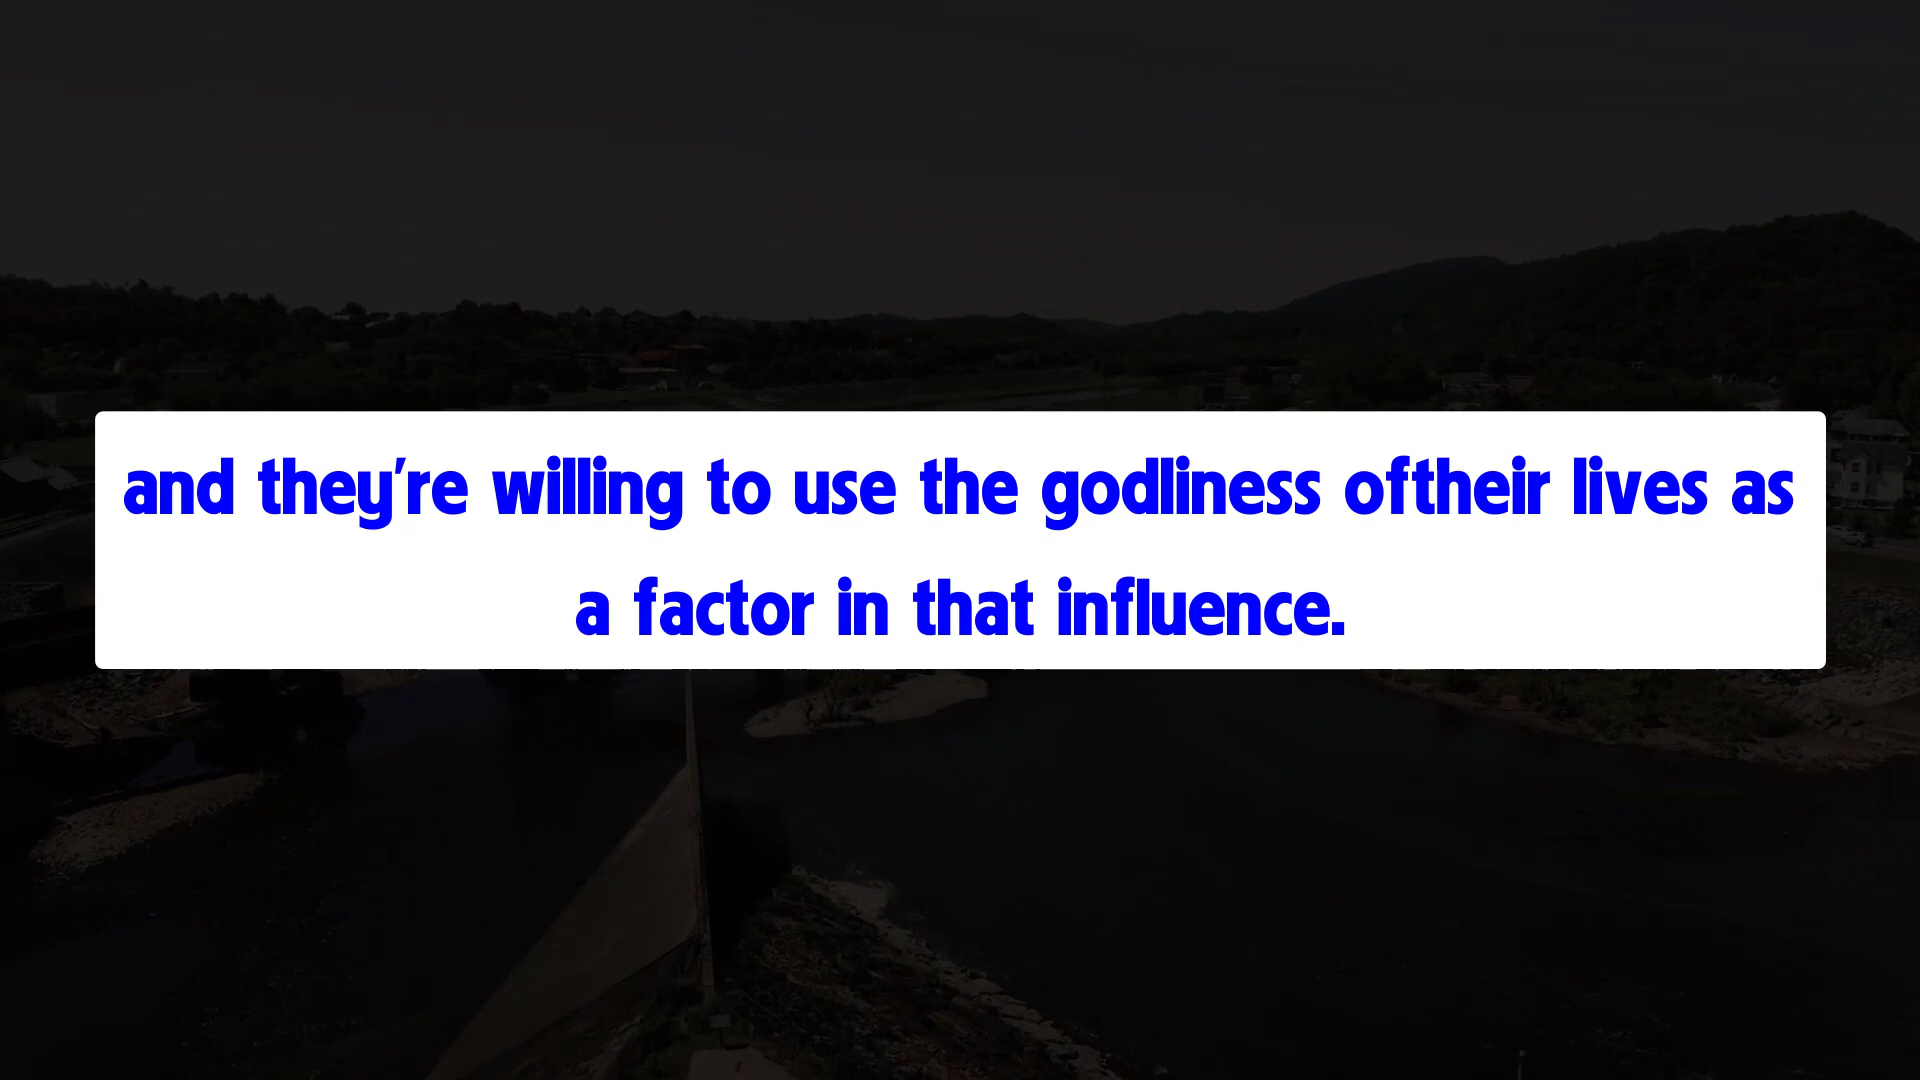 and they're willing to use the godliness oftheir lives as
a factor in that influence.